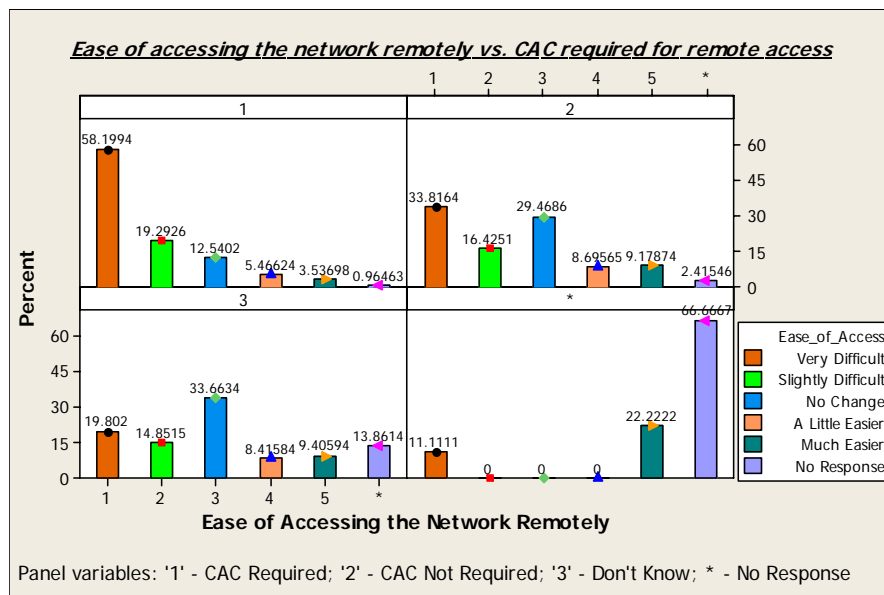 Ease of accessing the network remotely vs. CAC required for remote access
1 2 3 4 5 *
1
2
58.1994
19.2926
12.5402
5.46624
3.53698
0.96463
33.8164
16.4251
29.4686
8.69565
9.17874
2.41546
60
45
30
15
0
Percent
3
*
60
45
30
15
0
19.802
14.8515
33.6634
8.41584
9.40594
13.8614
11.1111
0
0
0
22.2222
66.6667
1 2 3 4 5 *
Ease of Accessing the Network Remotely
Ease_of_Access
Very Difficult
Slightly Difficult
No Change
A Little Easier
Much Easier
No Response
Panel variables: '1' - CAC Required; '2' - CAC Not Required; '3' - Don't Know; * - No Response